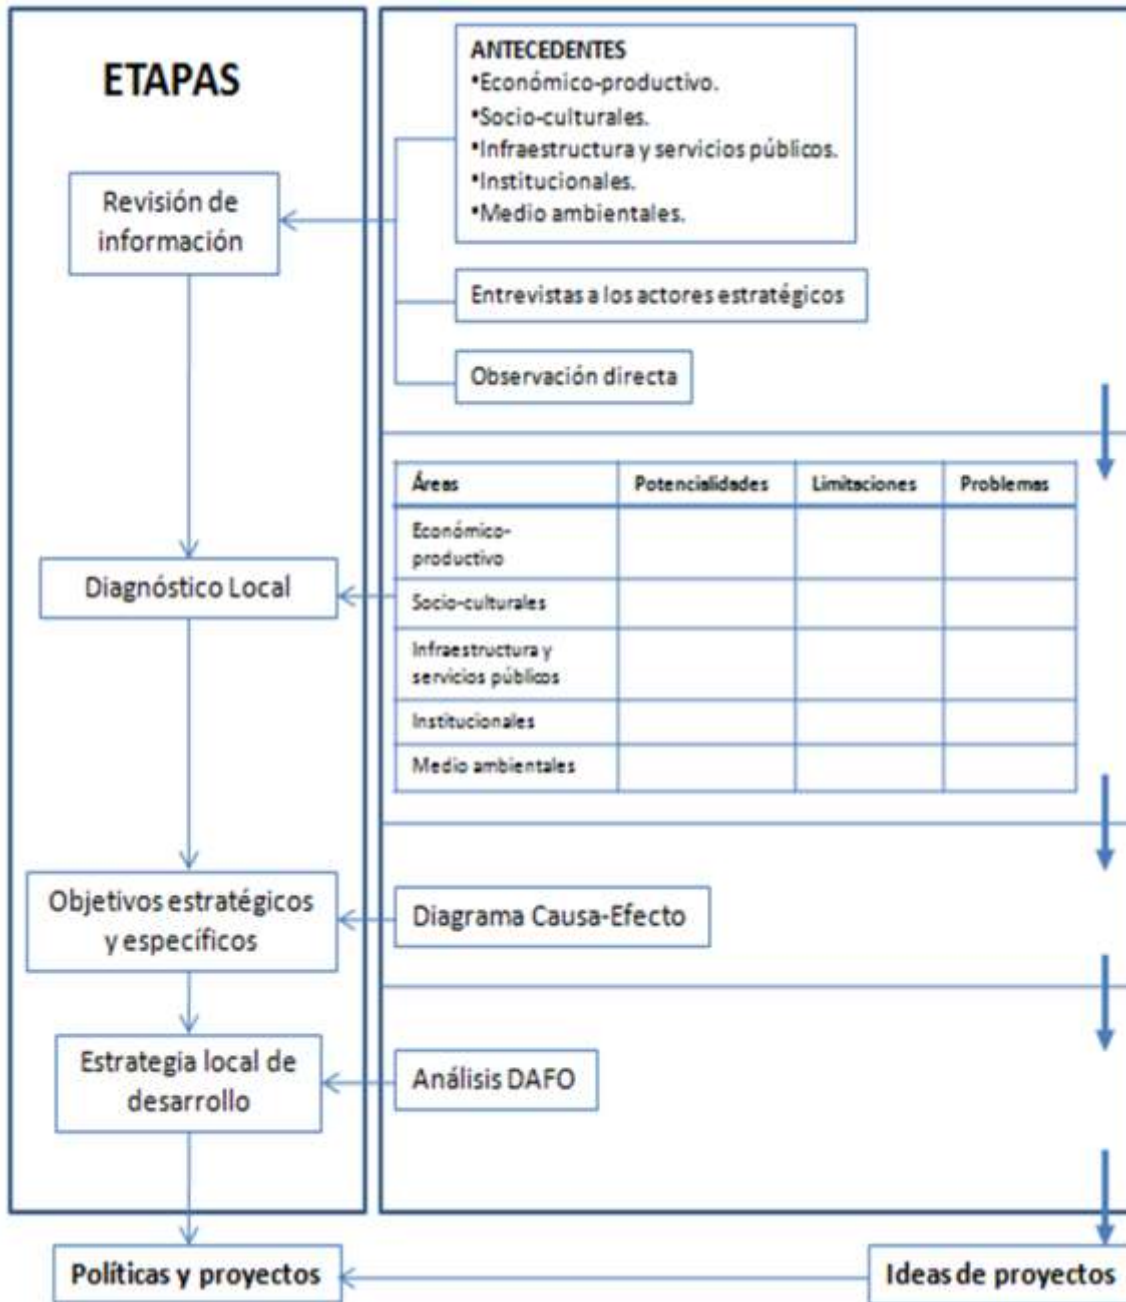 ETAPAS
ANTECEDENTES
•Económico-productivo.
•Socio-culturales.
•Infraestructura y servicios públicos.
•Institucionales.
•Medio ambientales.
Revisión de
información
Entrevistas a los actores estratégicos
Observación directa
Áreas Potencialidades Limitaciones Problemas
Económico-
productivo
Socio-culturales
Infraestructura y
servicios públicos
Institucionales
Medio ambientales
Diagnóstico Local
Objetivos estratégicos
y específicos
Diagrama Causa-Efecto
Estrategia local de
desarrollo
Análisis DAFO
Políticas y proyectos
Ideas de proyectos